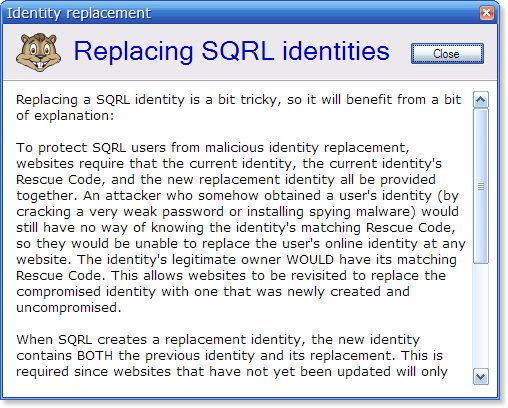 Identity replacement
Replacing SQRL identities
Close
Replacing a SQRL identity is a bit tricky, so it will benefit from a bit
of explanation:
To protect SQRL users from malicious identity replacement,
websites require that the current identity, the current identity's
Rescue Code, and the new replacement identity all be provided
together. An attacker who somehow obtained a user's identity (by
cracking a very weak password or installing spying malware) would
still have no way of knowing the identity's matching Rescue Code,
so they would be unable to replace the user's online identity at any
website. The identity's legitimate owner WOULD have its matching
Rescue Code. This allows websites to be revisited to replace the
compromised identity with one that was newly created and
uncompromised.
When SQRL creates a replacement identity, the new identity
contains BOTH the previous identity and its replacement. This is
required since websites that have not yet been updated will only